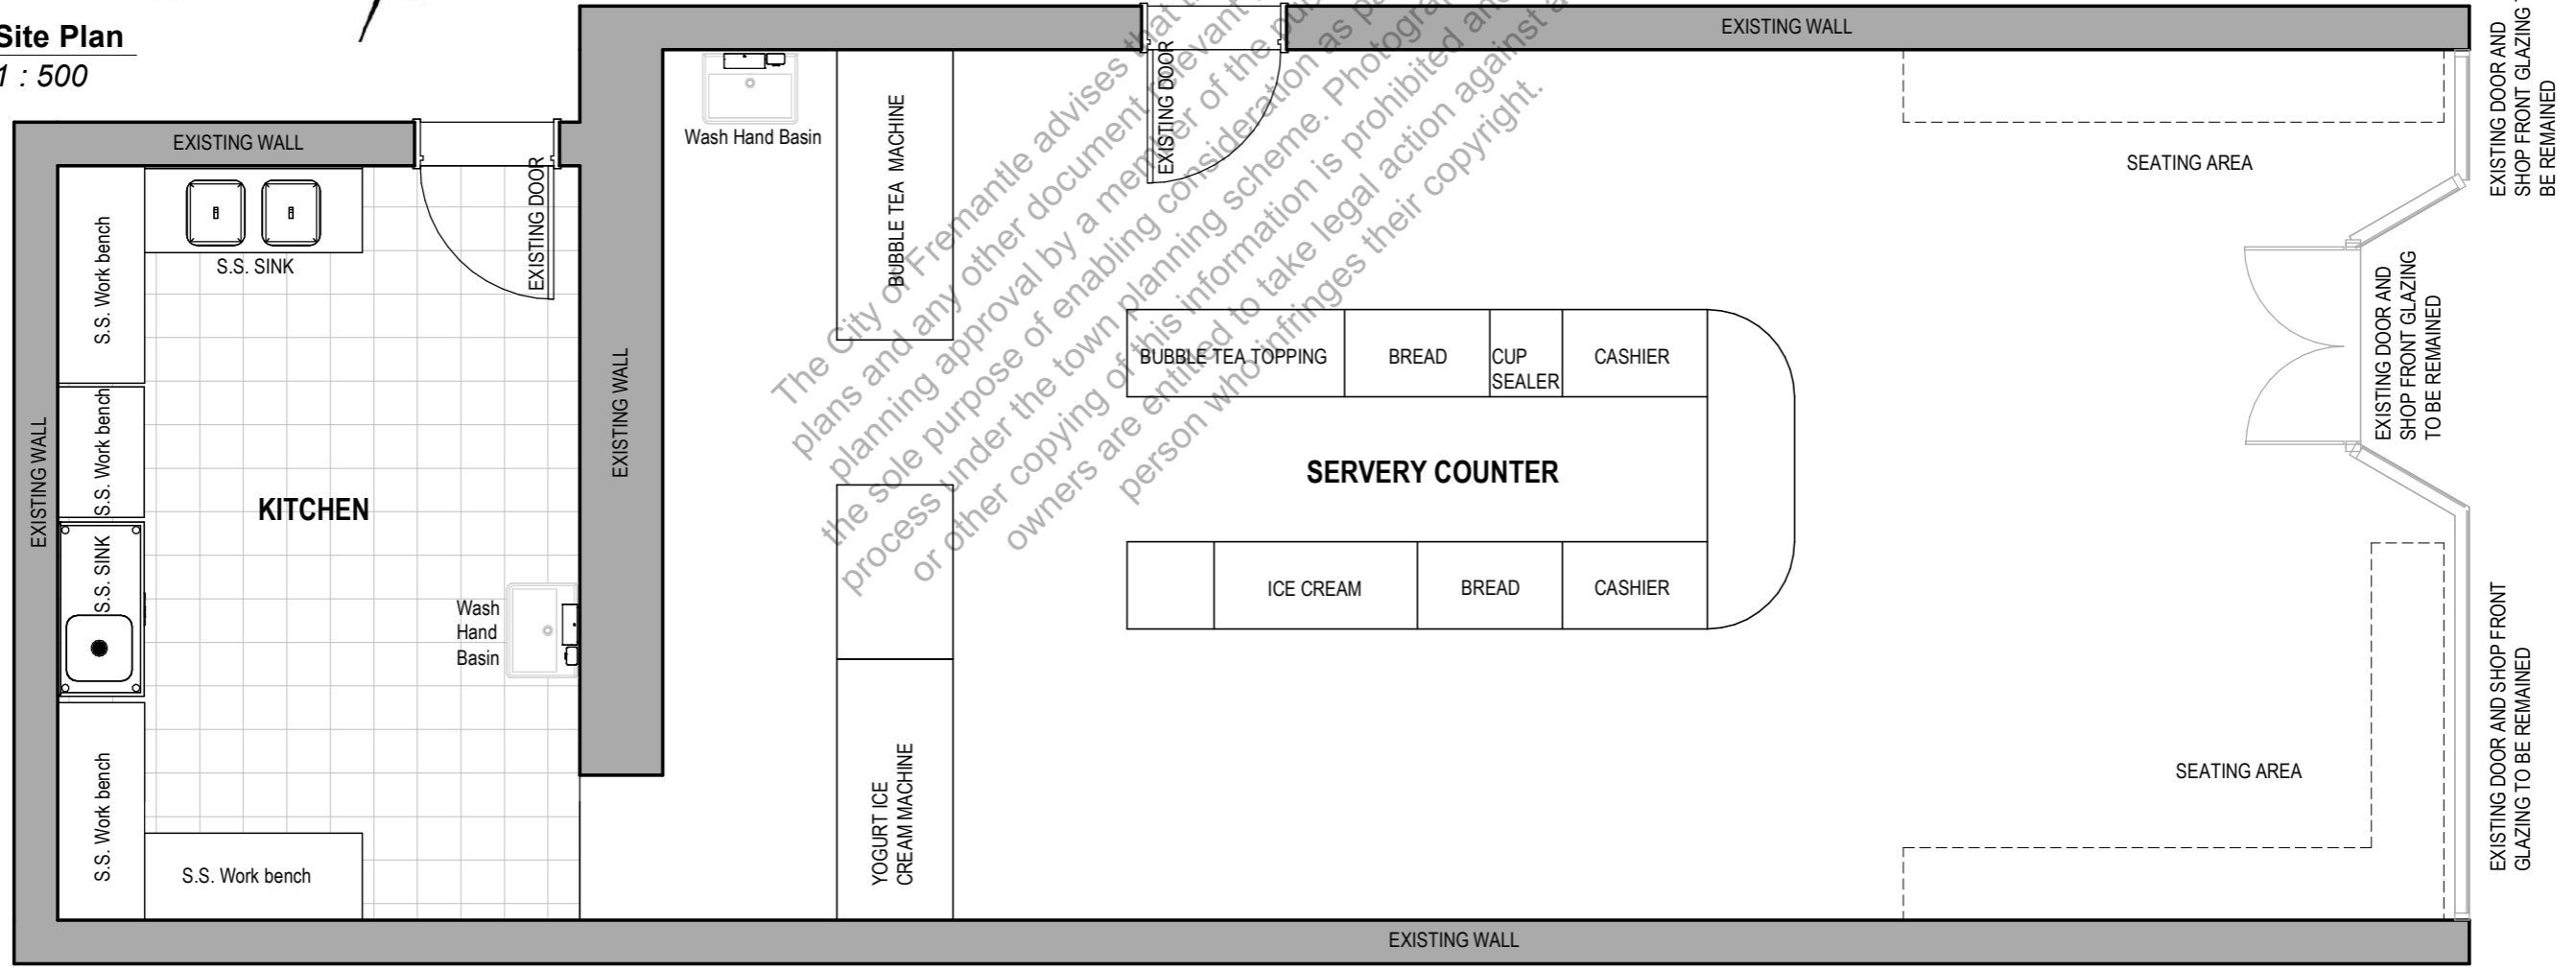 Site Plan
1 : 500
EXISTING WALL
EXISTING WALL
EXISTING DOOR AND
SHOP FRONT GLAZING
BE REMAINED
EXISTING WALL
EXISTING DOOR
S.S. SINK
S.S. Work bench
S.S. Work bench
S.S. SINK
S.S. Work bench
S.S. Work bench
EXISTING WALL
KITCHEN
Wash
Hand
Basin
EXISTING WALL
Wash Hand Basin
BUBBLE TEA MACHINE
EXISTING DOOR
YOGURT ICE
CREAM MACHINE
BUBBLE TEA TOPPING
BREAD
CUP
SEALER
CASHIER
SERVERY COUNTER
ICE CREAM
BREAD
CASHIER
SEATING AREA
EXISTING DOOR AND
SHOP FRONT GLAZING
TO BE REMAINED
SEATING AREA
EXISTING DOOR AND SHOP FRONT
GLAZING TO BE REMAINED
EXISTING WALL
The City of Fremantle advises that
plans and any other document relevant
planning approval by a member of the
the sole purpose of enabling consideration as
process under the town planning scheme.
or other copying of this information is prohibited and
owners are entitled to take legal action against
person who infringes their copyright.